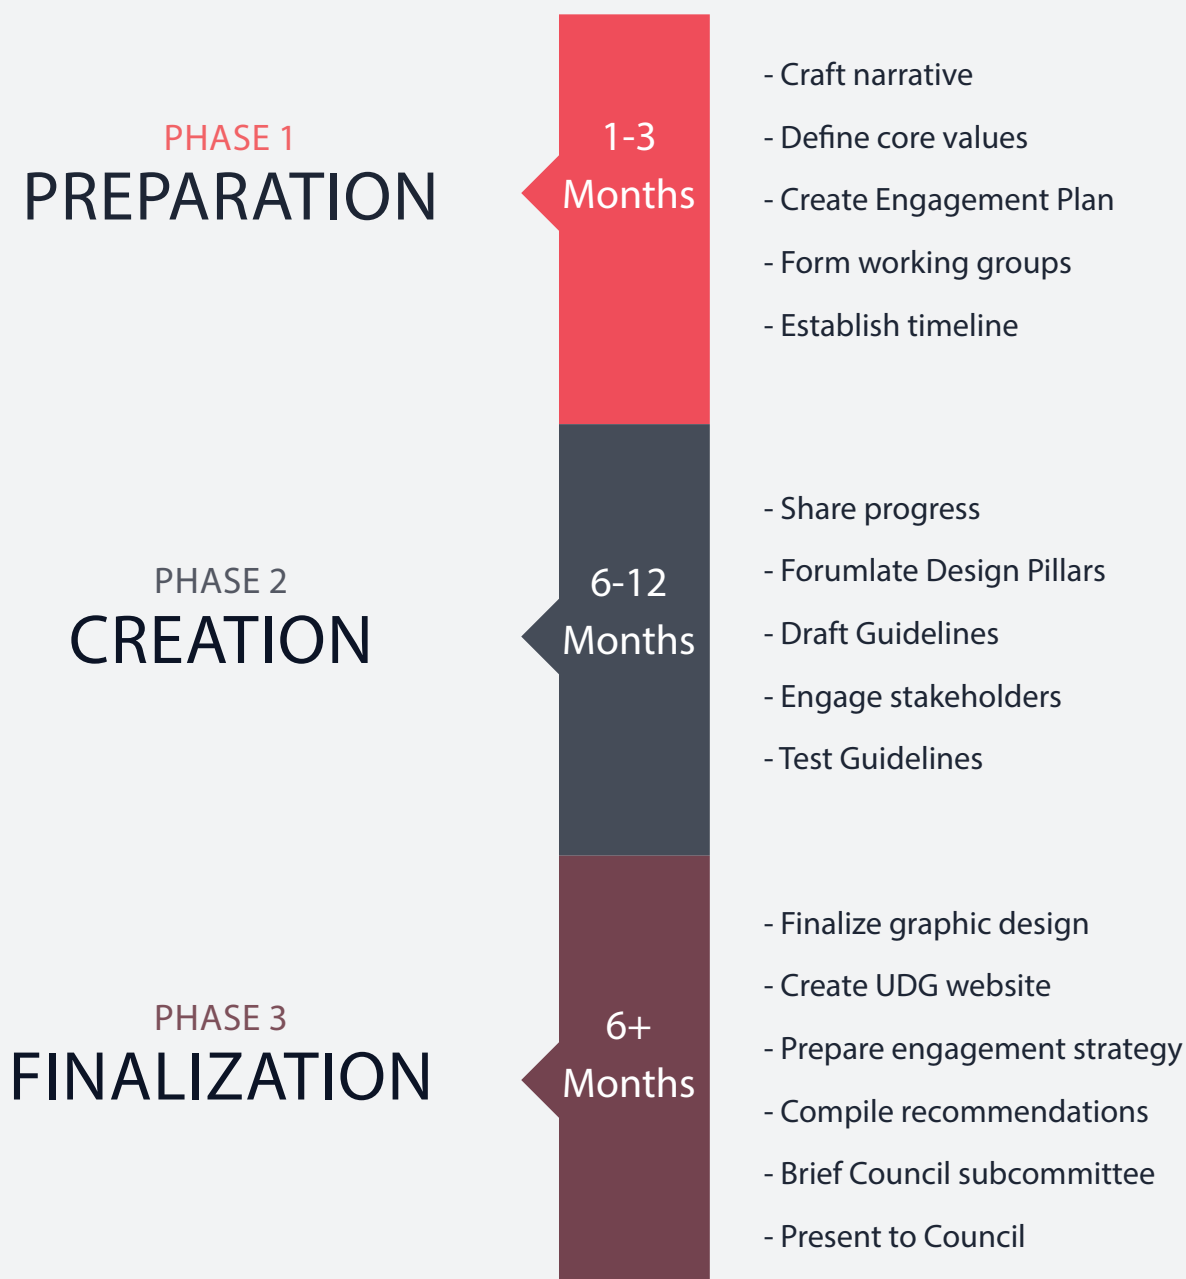 PHASE 1
PREPARATION
1-3
Months
- Craft narrative
- Define core values
- Create Engagement Plan
- Form working groups
- Establish timeline
PHASE 2
CREATION
6-12
Months
- Share progress
- Forumlate Design Pillars
- Draft Guidelines
- Engage stakeholders
- Test Guidelines
PHASE 3
FINALIZATION
6+
Months
- Finalize graphic design
- Create UDG website
- Prepare engagement strategy
- Compile recommendations
- Brief Council subcommittee
- Present to Council